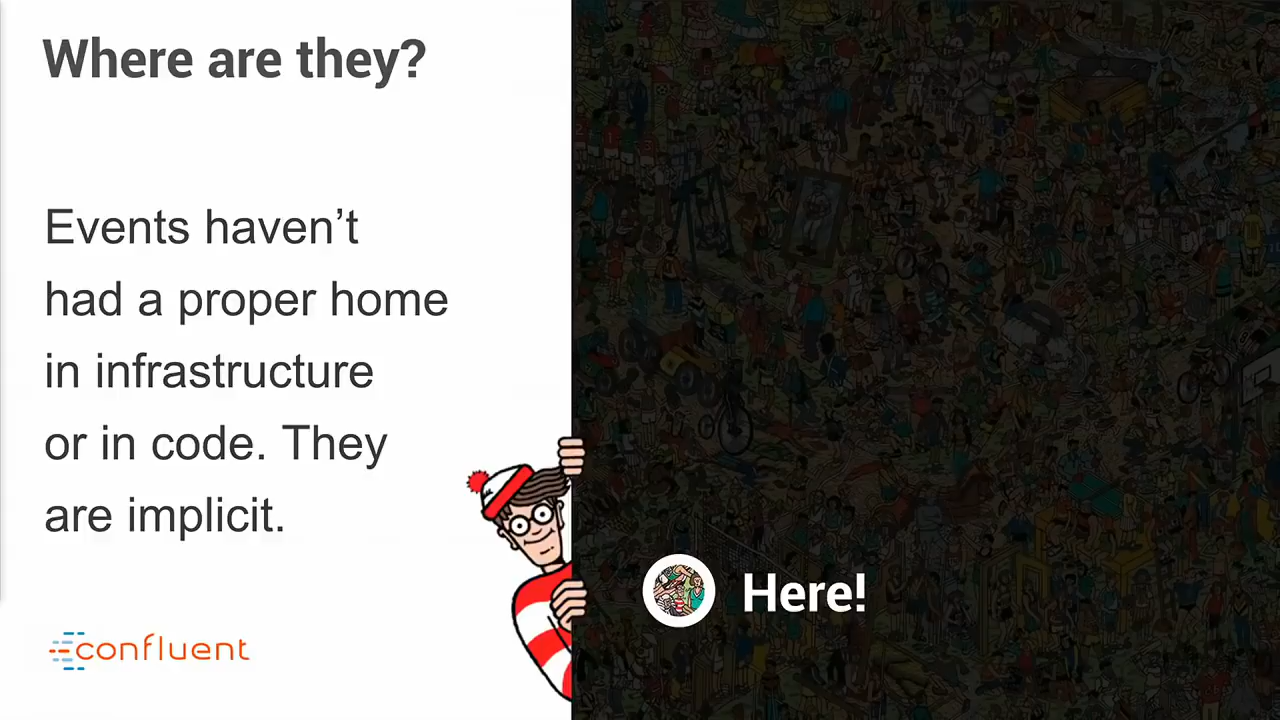 Where are they?
Events haven’t
had a proper home
in infrastructure
or in code. They
are implicit.
Here!
confluent